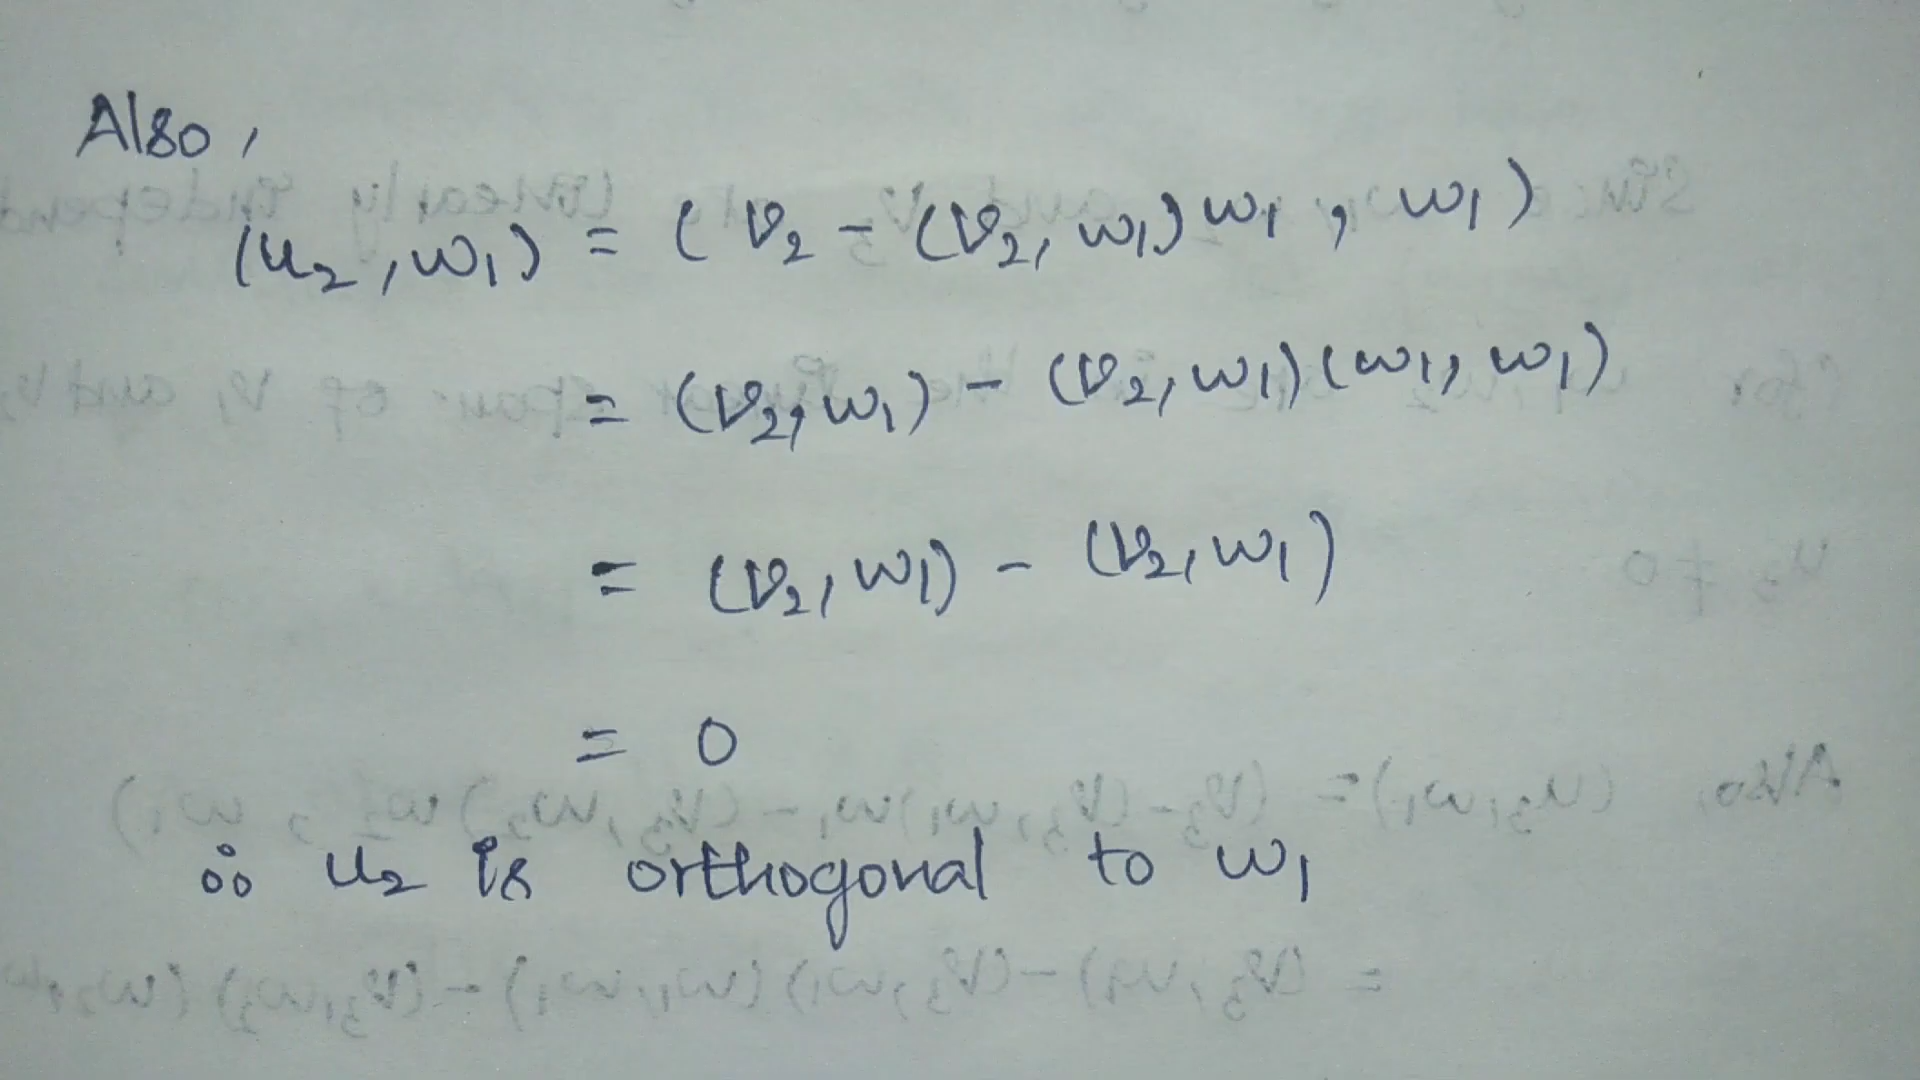 Also,
(u₂, w₁) = (v₂ - (v₂, w₁) w₁, w₁)
= (v₂, w₁) - (v₂, w₁)(w₁, w₁)
= (v₂, w₁) - (v₂, w₁)
= 0
∴ u₂ is orthogonal to w₁